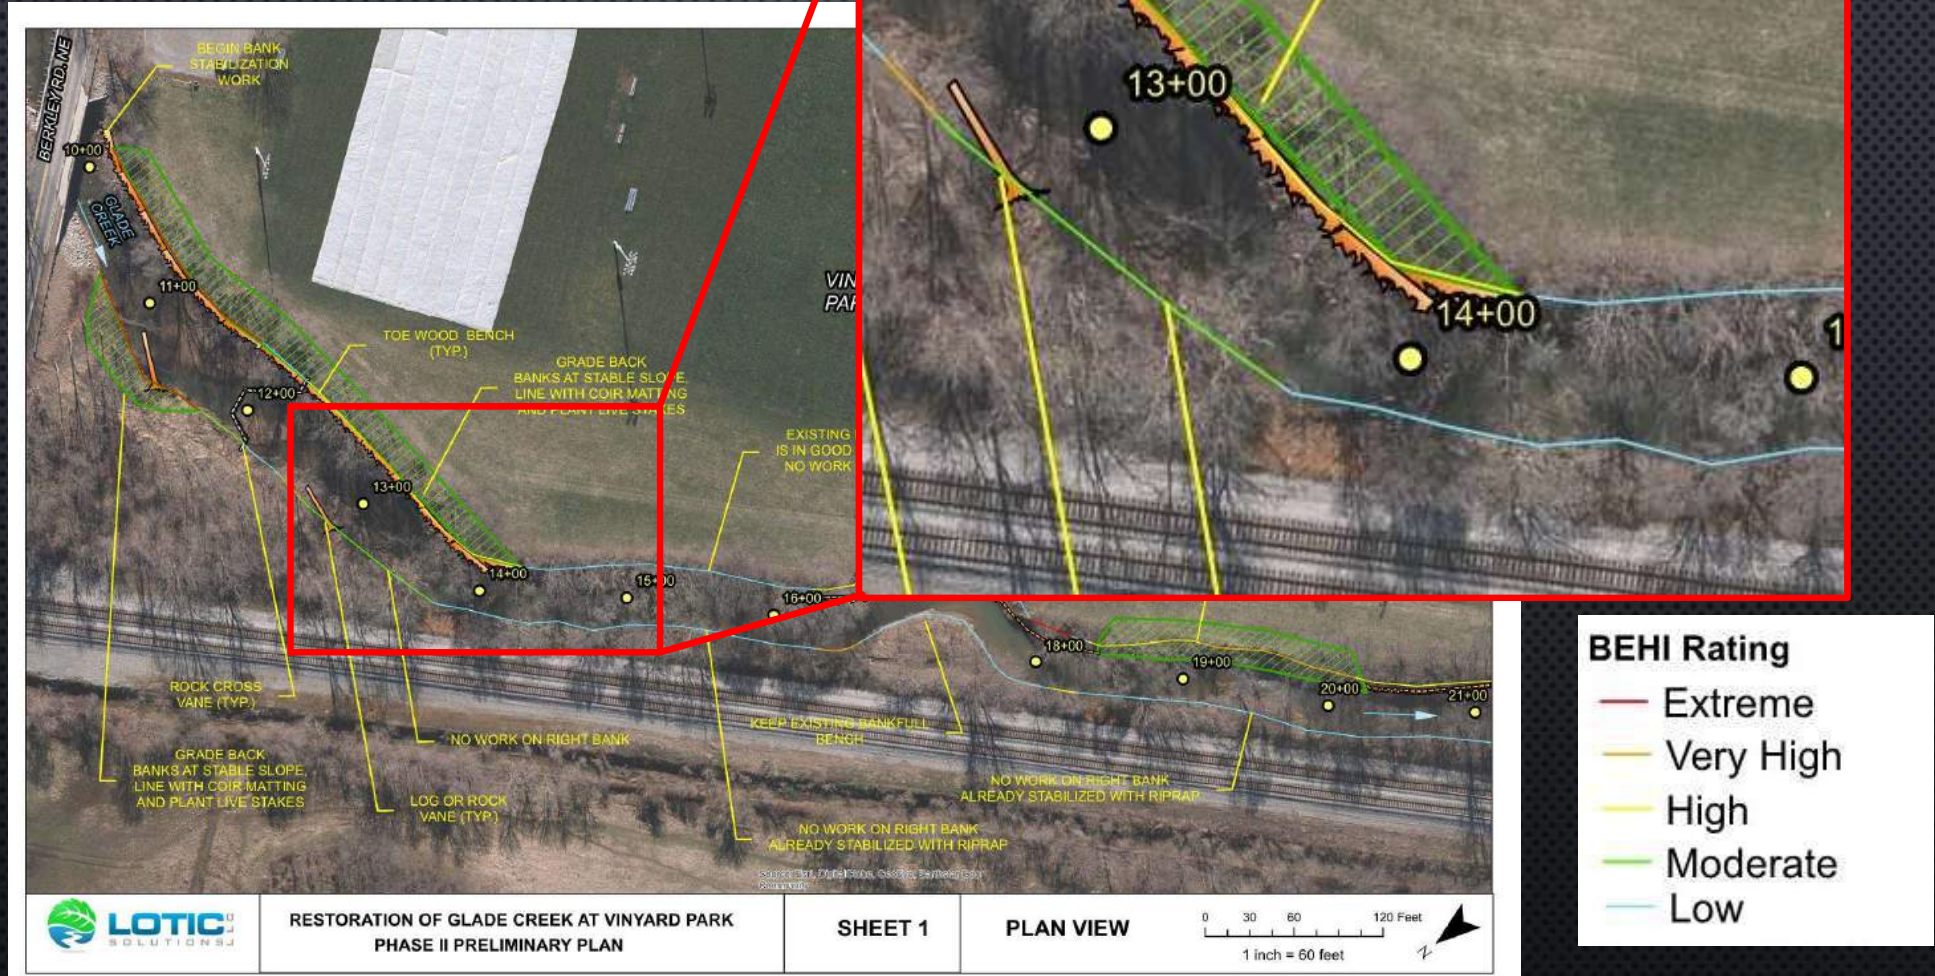 BEGIN BANK
STABILIZATION
WORK
BERKLEY RD. NE
10+00
GLADE
CREEK
11+00
TOE WOOD BENCH
(TYP.)
GRADE BACK
BANKS AT STABLE SLOPE,
LINE WITH COIR MATTING
AND PLANT LIVE STAKES
12+00
VIN
PAR
EXISTING
IS IN GOOD
NO WORK
13+00
14+00
15+00
16+00
13+00
14+00
1
18+00
19+00
20+00
21+00
ROCK CROSS
VANE (TYP.)
NO WORK ON RIGHT BANK
KEEP EXISTING BANKFULL
BENCH
GRADE BACK
BANKS AT STABLE SLOPE,
LINE WITH COIR MATTING
AND PLANT LIVE STAKES
LOG OR ROCK
VANE (TYP.)
NO WORK ON RIGHT BANK
ALREADY STABILIZED WITH RIPRAP
NO WORK ON RIGHT BANK
ALREADY STABILIZED WITH RIPRAP
BEHI Rating
Extreme
Very High
High
Moderate
Low
LOTIC
SOLUTIONS
RESTORATION OF GLADE CREEK AT VINYARD PARK
PHASE II PRELIMINARY PLAN
SHEET 1
PLAN VIEW
0 30 60 120 Feet
1 inch = 60 feet
N